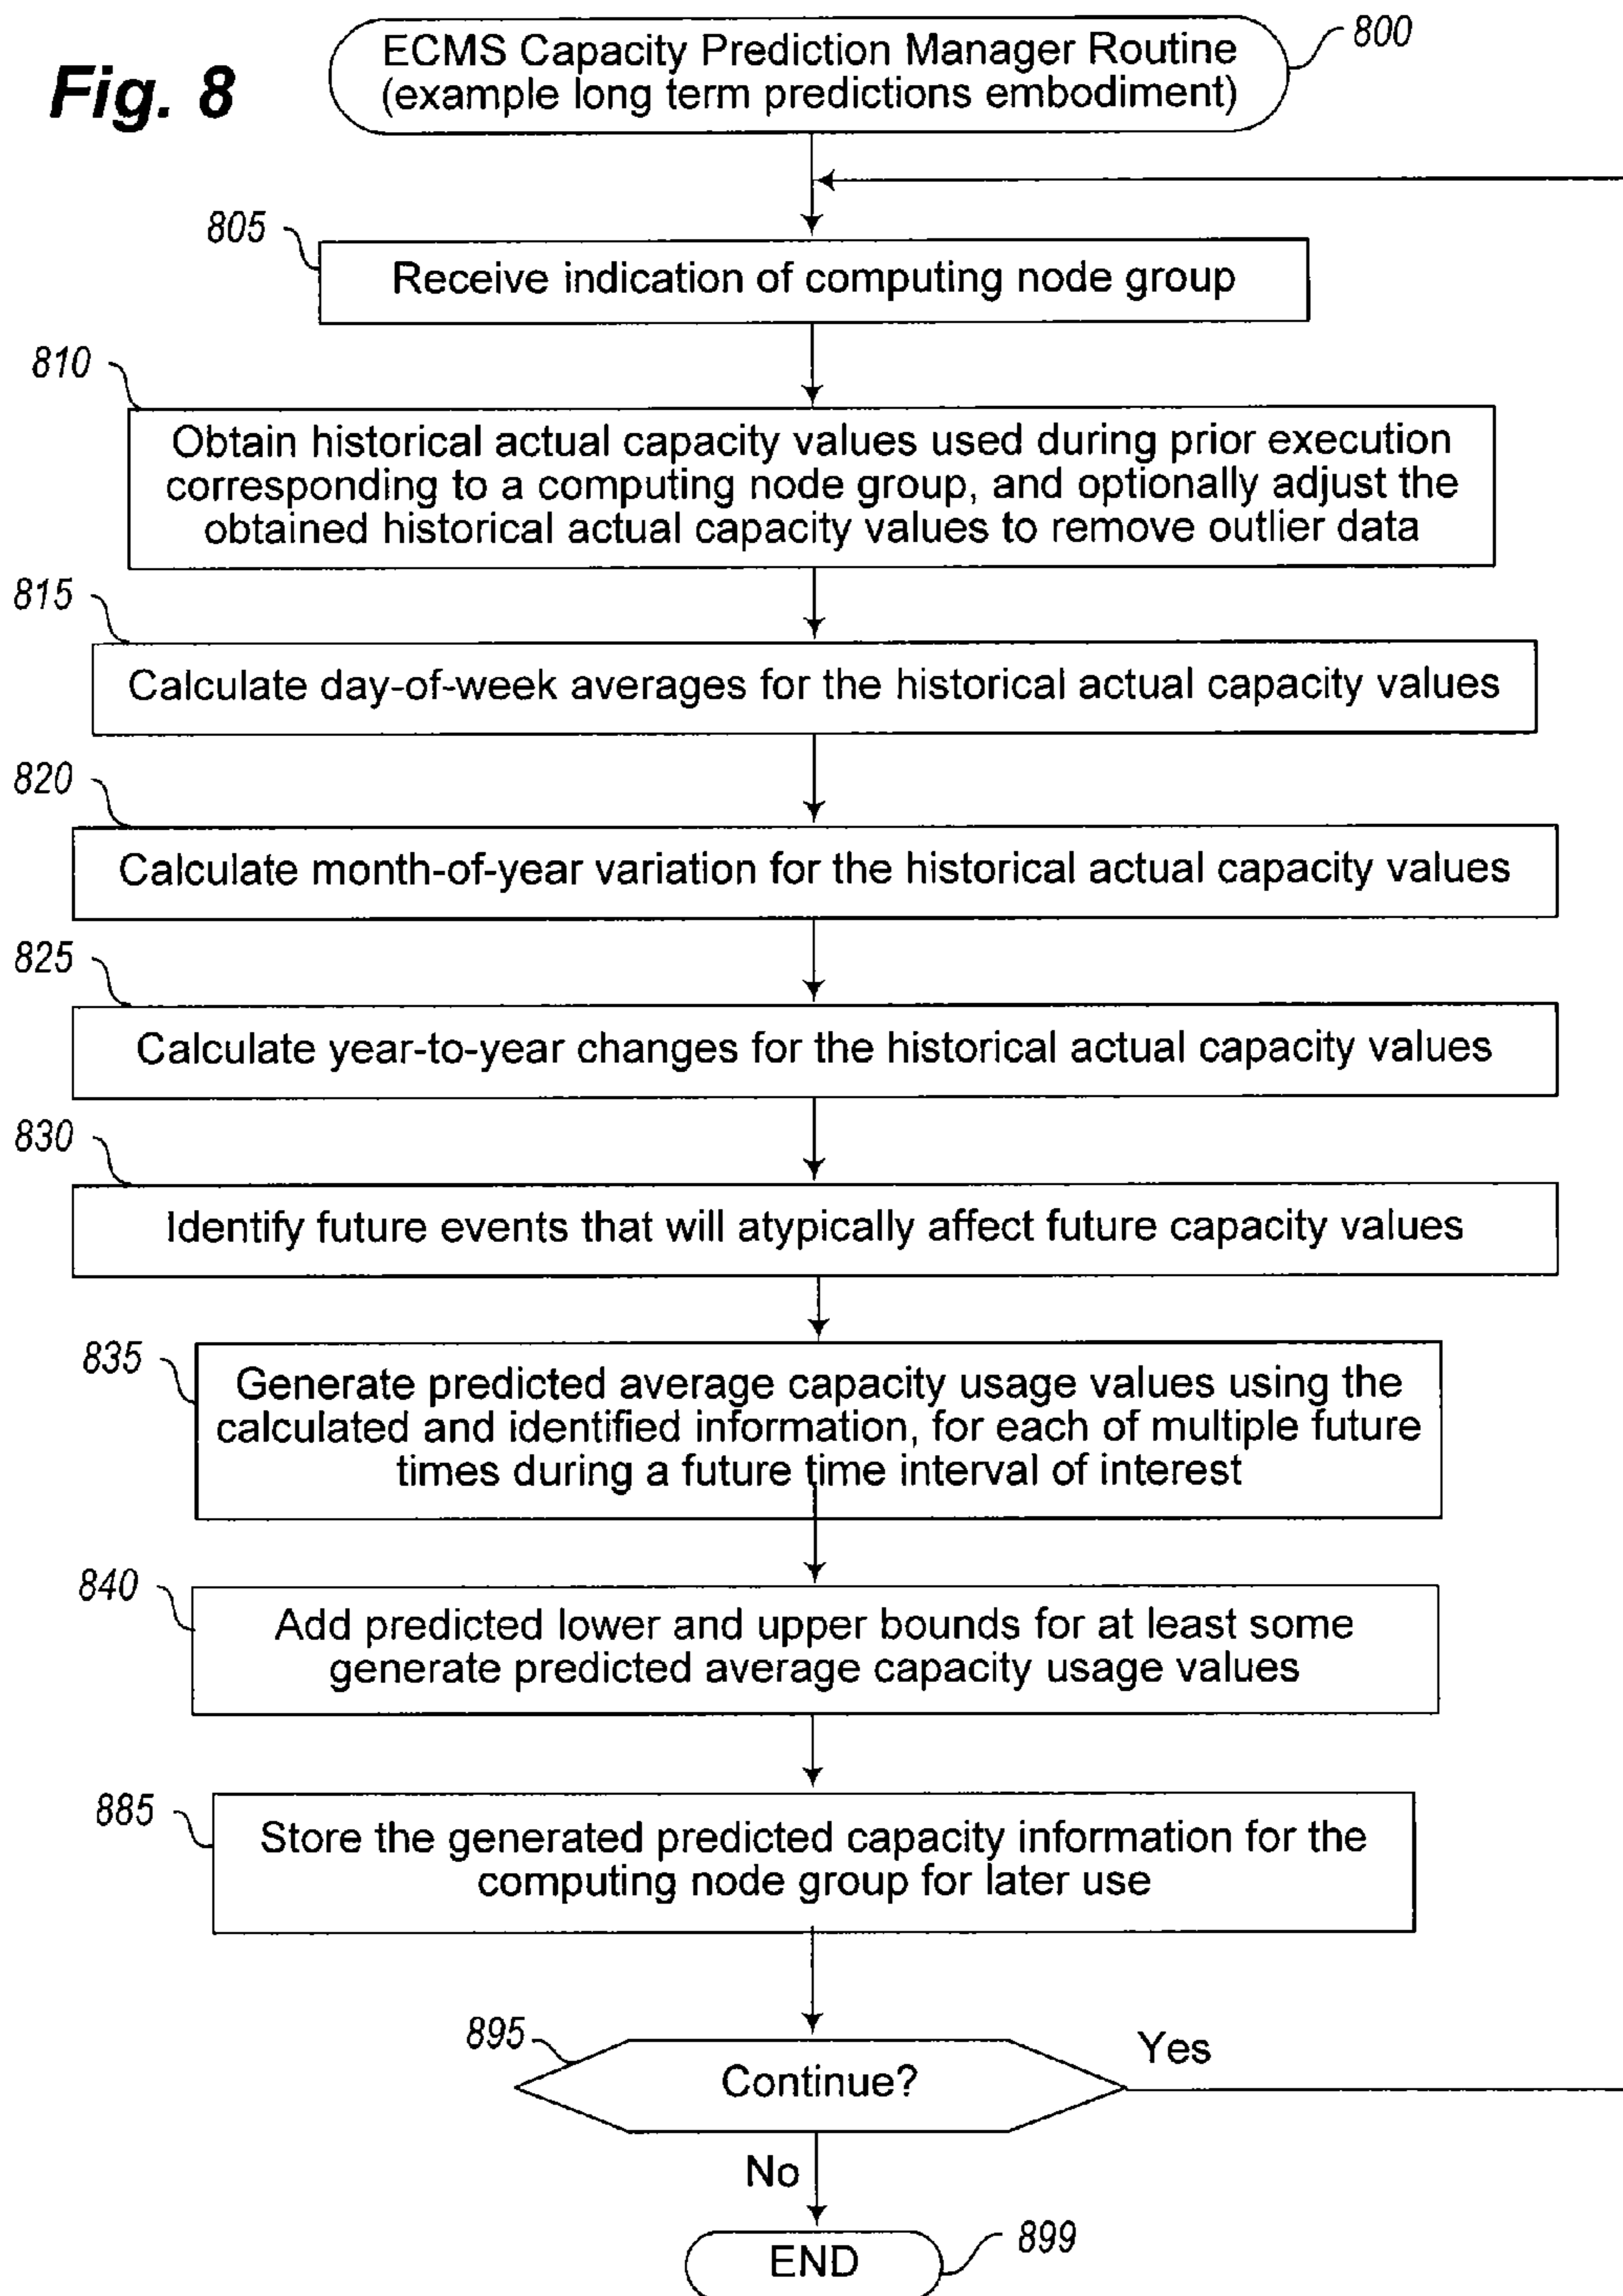 Fig. 8
ECMS Capacity Prediction Manager Routine
(example long term predictions embodiment)
800
805
Receive indication of computing node group
810
Obtain historical actual capacity values used during prior execution
corresponding to a computing node group, and optionally adjust the
obtained historical actual capacity values to remove outlier data
815
Calculate day-of-week averages for the historical actual capacity values
820
Calculate month-of-year variation for the historical actual capacity values
825
Calculate year-to-year changes for the historical actual capacity values
830
Identify future events that will atypically affect future capacity values
835
Generate predicted average capacity usage values using the
calculated and identified information, for each of multiple future
times during a future time interval of interest
840
Add predicted lower and upper bounds for at least some
generate predicted average capacity usage values
885
Store the generated predicted capacity information for the
computing node group for later use
895
Continue?
Yes
No
END
899